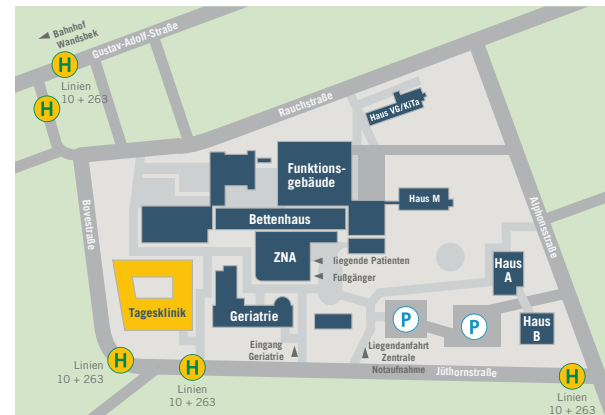 Bahnhof
Wandsbek
Gustav-Adolf-Straße
H
Linien
10 + 263
H
Rauchstraße
Haus VG/KiTa
Funktions-
gebäude
Haus M
Bettenhaus
Bovestraße
Alphonsstraße
ZNA
liegende Patienten
Fußgänger
Haus
A
Tagesklinik
Geriatrie
P
P
Haus
B
Eingang
Geriatrie
Liegendanfahrt
Zentrale
Notaufnahme
Jüthornstraße
H
Linien
10 + 263
H
Linien
10 + 263
H
Linien
10 + 263